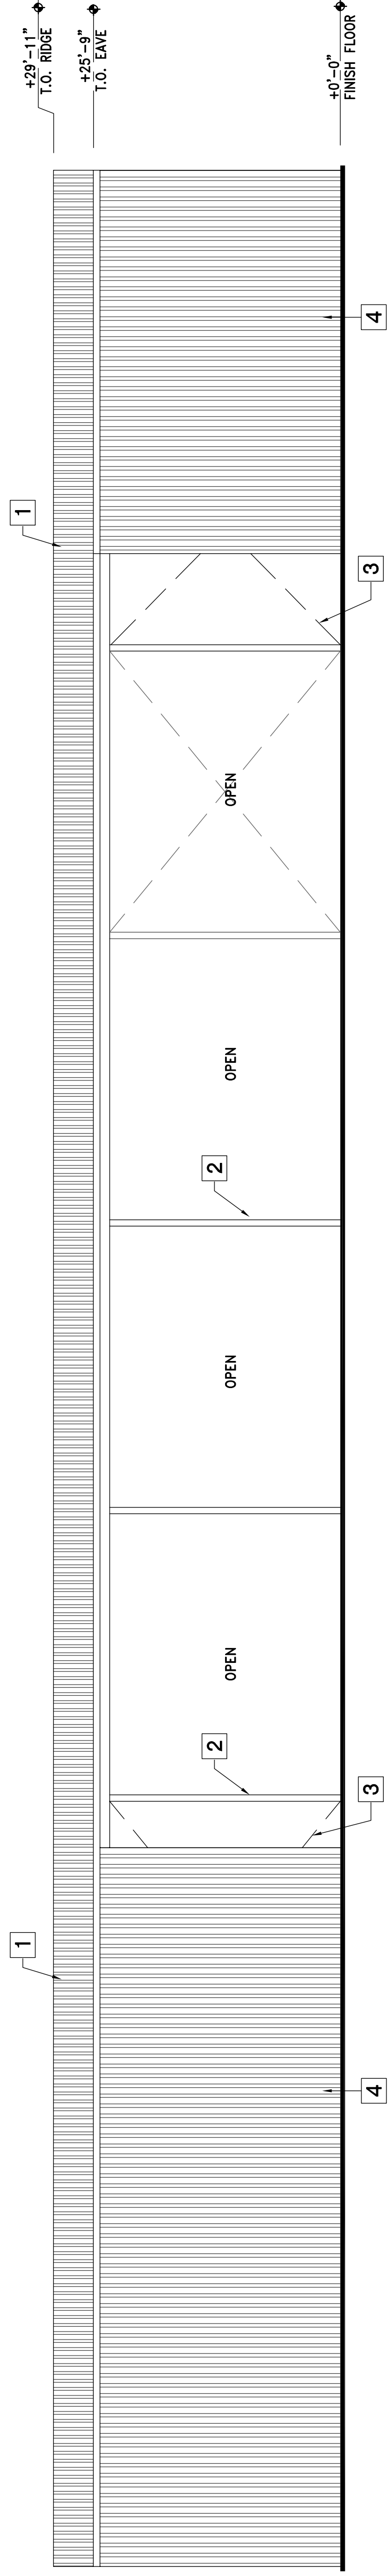 1
1
+29'-11"
T.O. RIDGE
+25'-9"
T.O. EAVE
2
2
OPEN
OPEN
OPEN
OPEN
+0'-0"
FINISH FLOOR
4
3
3
4